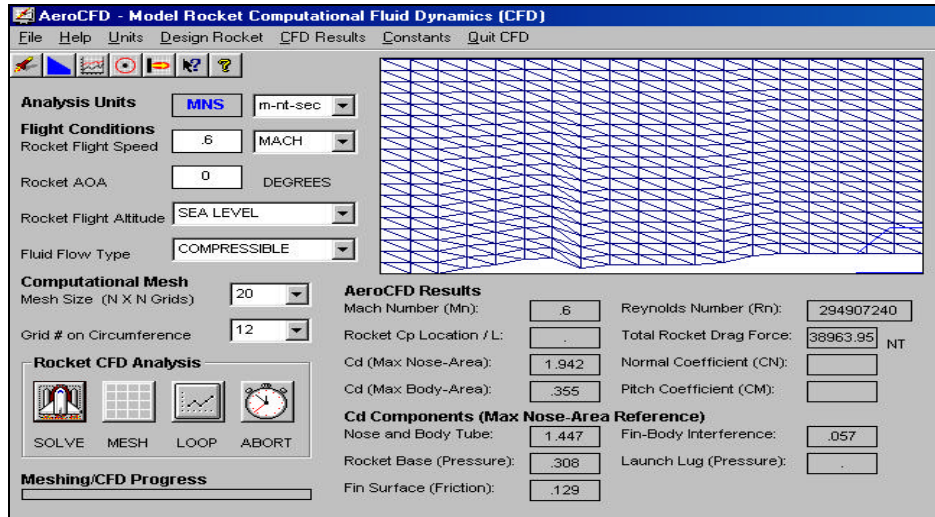 AeroCFD - Model Rocket Computational Fluid Dynamics (CFD)
File Help Units Design Rocket CFD Results Constants Quit CFD
Analysis Units MNS m-nt-sec
Flight Conditions
Rocket Flight Speed .6 MACH
Rocket AOA 0 DEGREES
Rocket Flight Altitude SEA LEVEL
Fluid Flow Type COMPRESSIBLE
Computational Mesh
Mesh Size (N X N Grids) 20
Grid # on Circumference 12
Rocket CFD Analysis
SOLVE MESH LOOP ABORT
Meshing/CFD Progress
AeroCFD Results
Mach Number (Mn): .6 Reynolds Number (Rn): 294907240
Rocket Cp Location / L: . Total Rocket Drag Force: 38963.95 NT
Cd (Max Nose-Area): 1.942 Normal Coefficient (CN):
Cd (Max Body-Area): .355 Pitch Coefficient (CM):
Cd Components (Max Nose-Area Reference)
Nose and Body Tube: 1.447 Fin-Body Interference: .057
Rocket Base (Pressure): .308 Launch Lug (Pressure): .
Fin Surface (Friction): .129